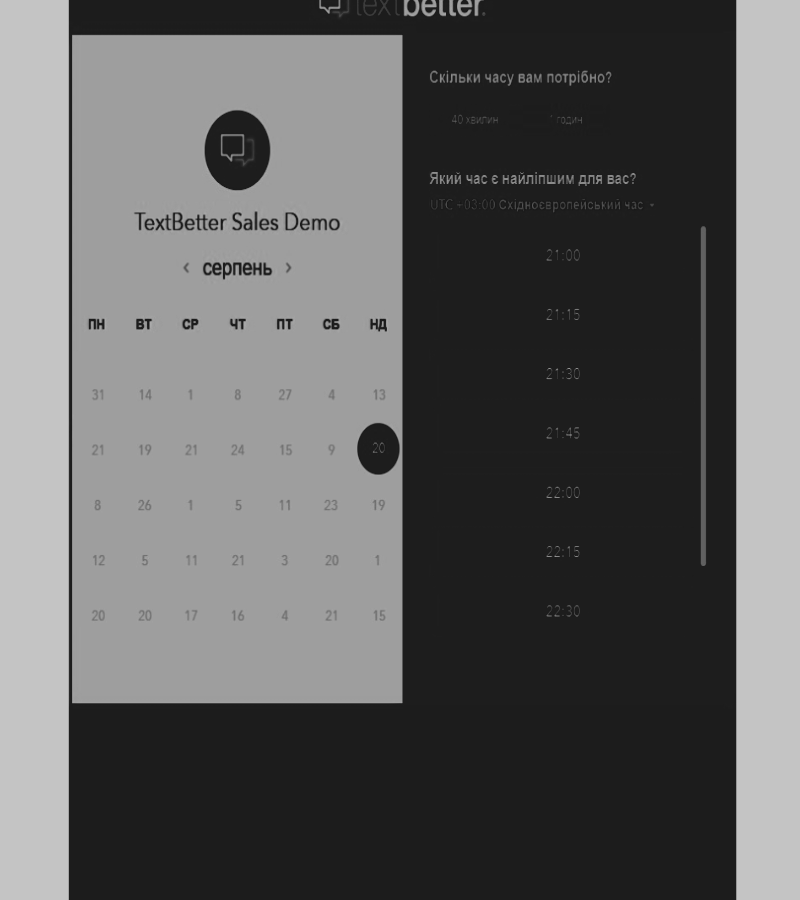 textbetter.
TextBetter Sales Demo
‹ серпень ›
ПН ВТ СР ЧТ ПТ СБ НД
31 14 1 8 27 4 13
21 19 21 24 15 9 20
8 26 1 5 11 23 19
12 5 11 21 3 20 1
20 20 17 16 4 21 15
Скільки часу вам потрібно?
40 хвилин 1 годин
Який час є найліпшим для вас?
UTC +03:00 Східноєвропейський час
21:00
21:15
21:30
21:45
22:00
22:15
22:30